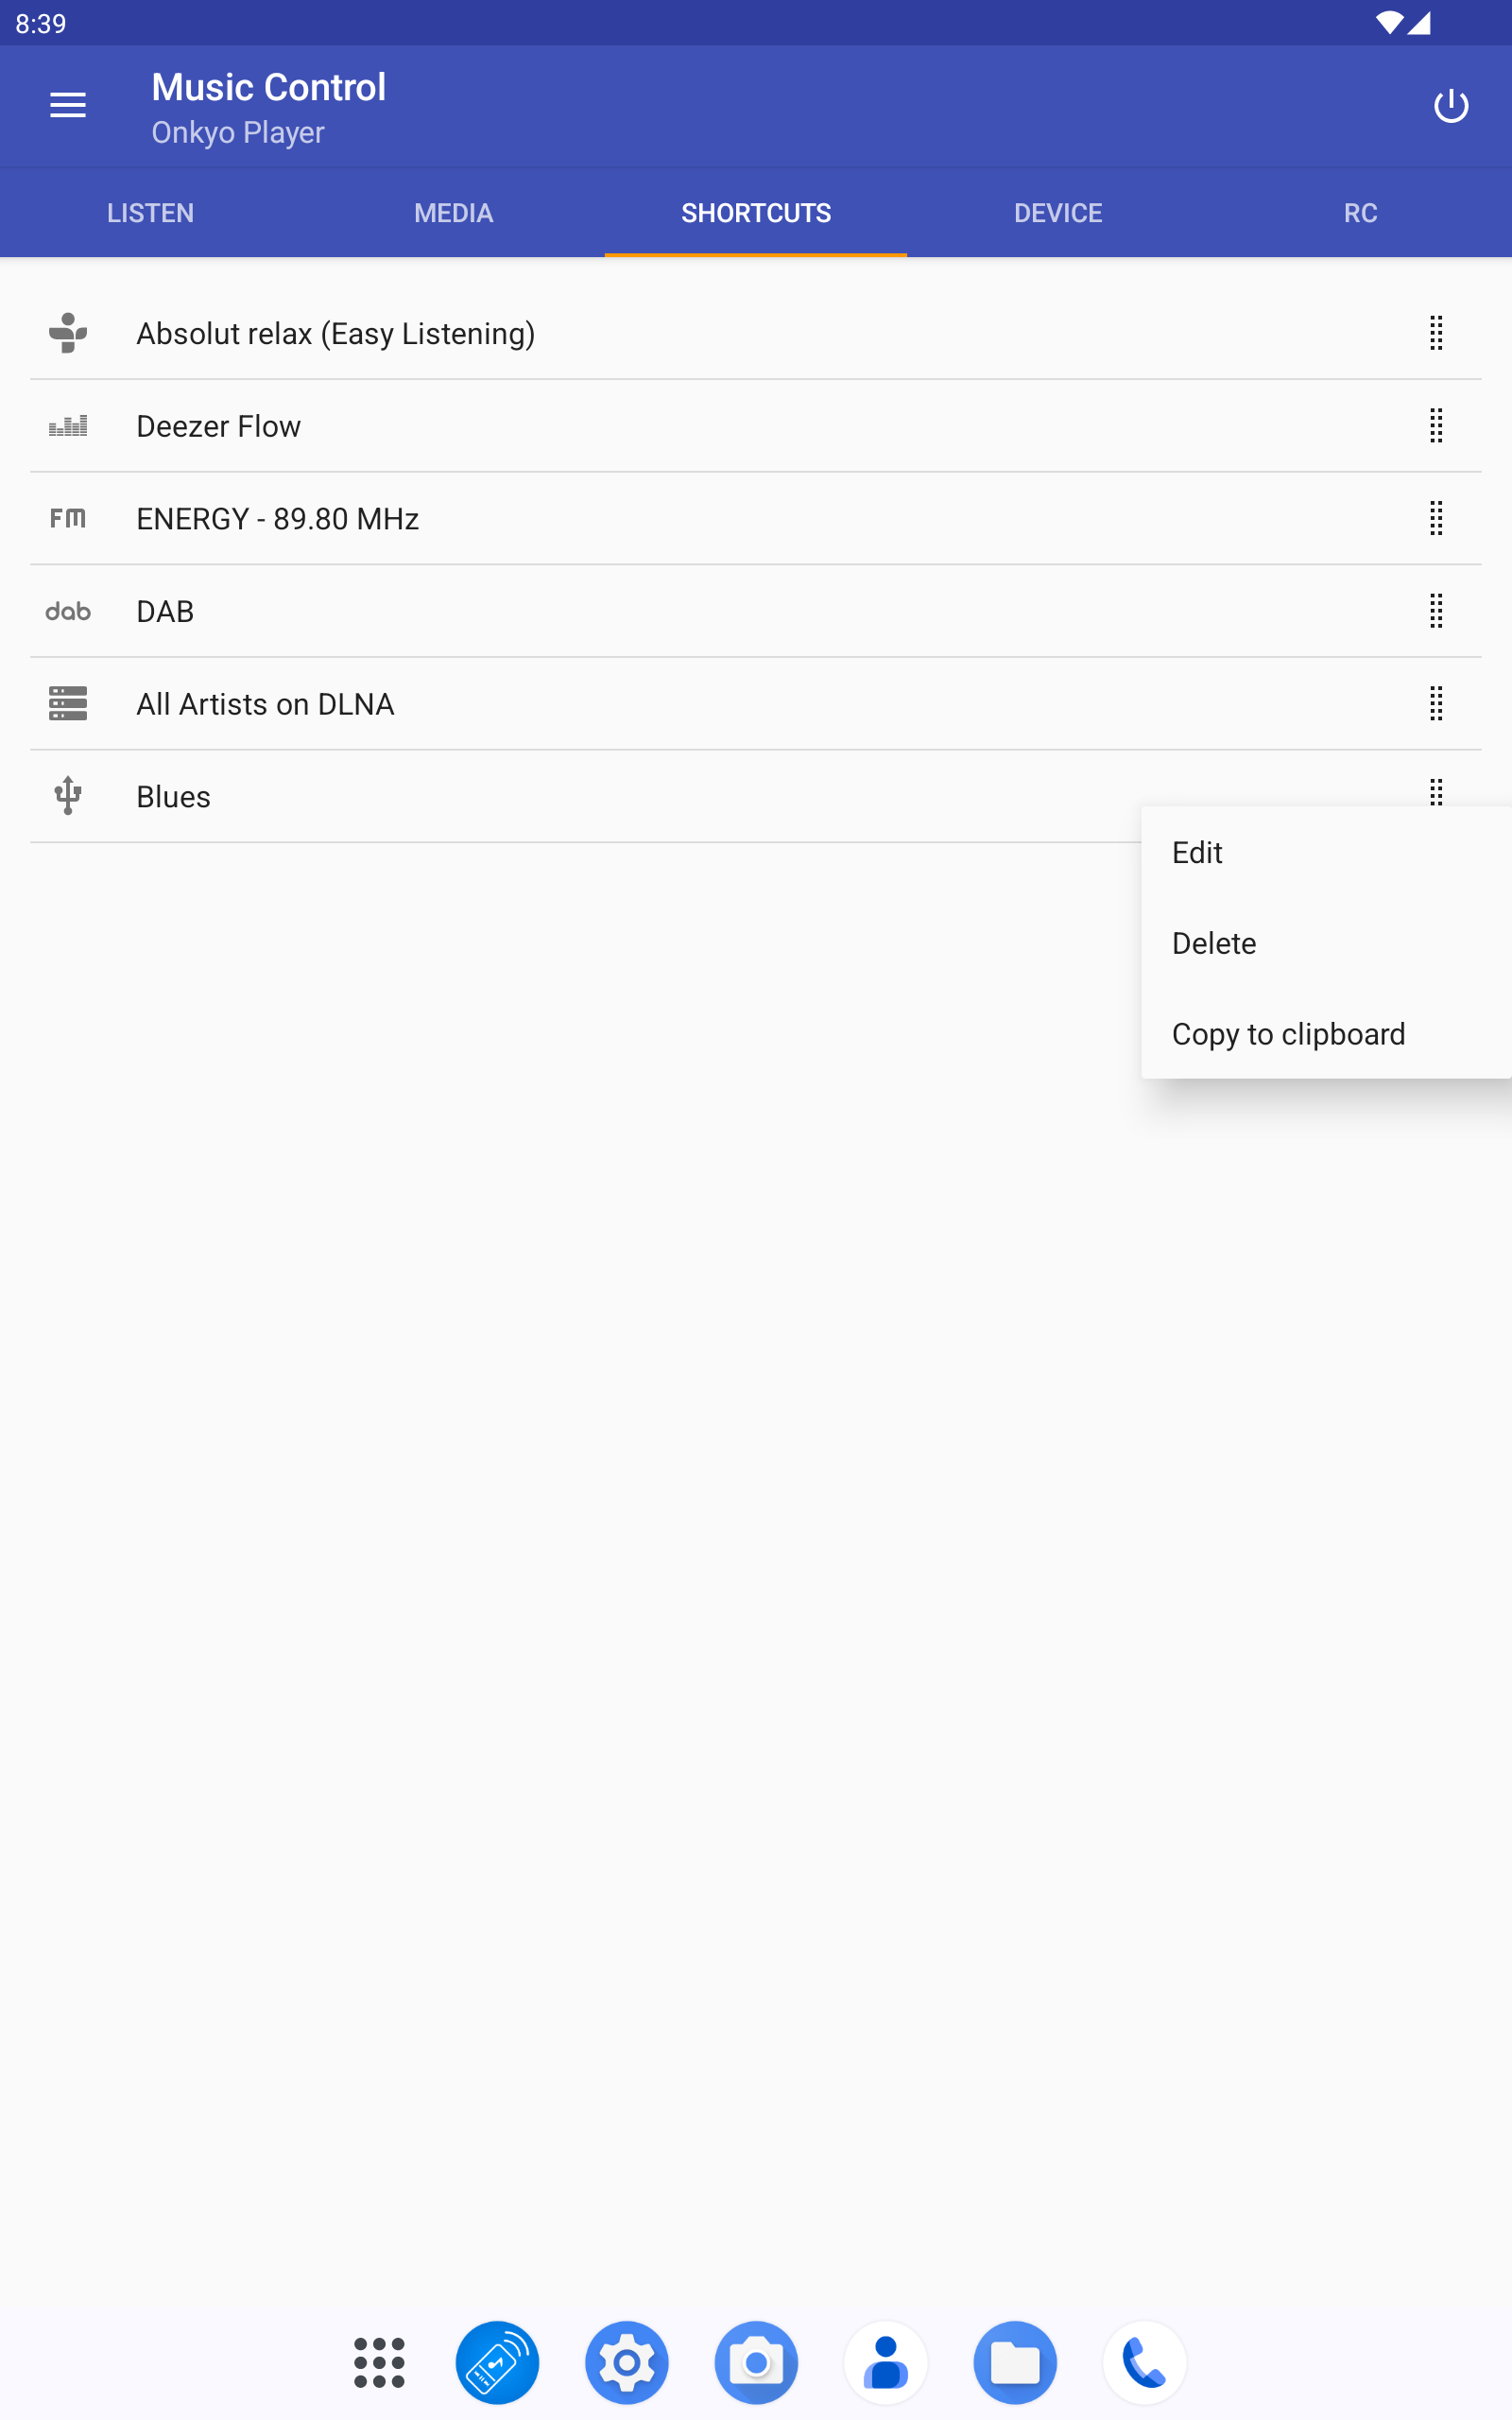 8:39
Music Control
Onkyo Player
LISTEN
MEDIA
SHORTCUTS
DEVICE
RC
Absolut relax (Easy Listening)
Deezer Flow
FM
ENERGY - 89.80 MHz
dab
DAB
All Artists on DLNA
Blues
Edit
Delete
Copy to clipboard